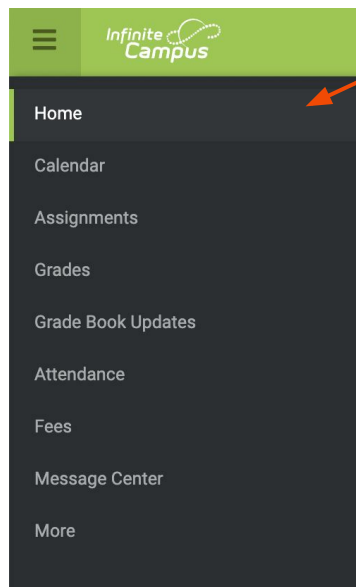 Infinite
Campus
Home
Calendar
Assignments
Grades
Grade Book Updates
Attendance
Fees
Message Center
More